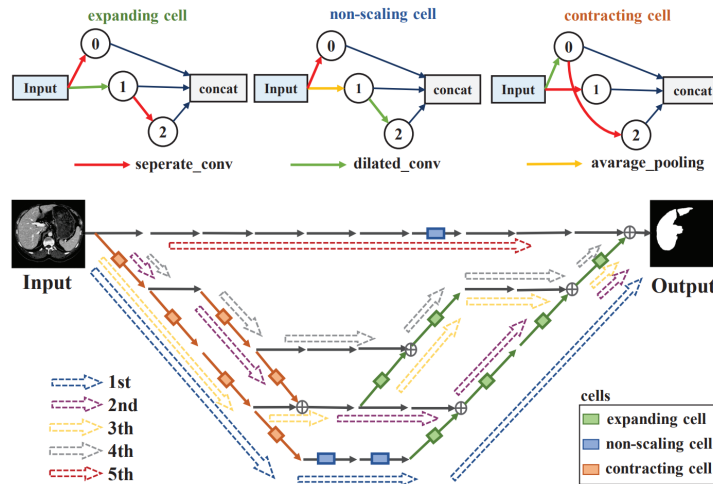 expanding cell
non-scaling cell
contracting cell
Input
0
1
2
concat
Input
0
1
2
concat
Input
0
1
2
concat
seperate_conv
dilated_conv
avarage_pooling
Input
Output
1st
2nd
3th
4th
5th
cells
expanding cell
non-scaling cell
contracting cell